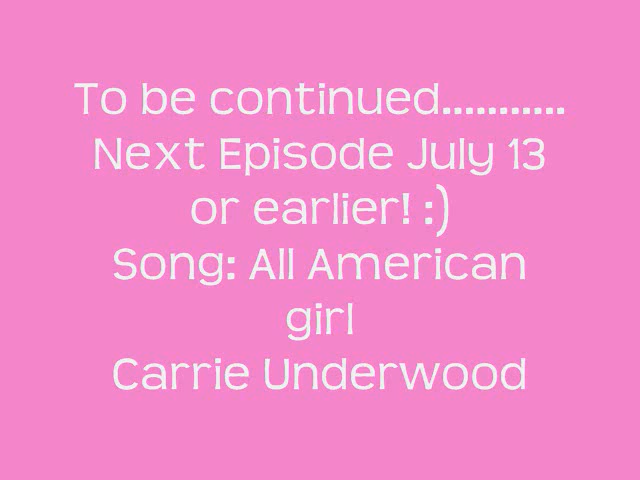 To be continued...........
Next Episode July 13
or earlier! :)
Song: All American
girl
Carrie Underwood